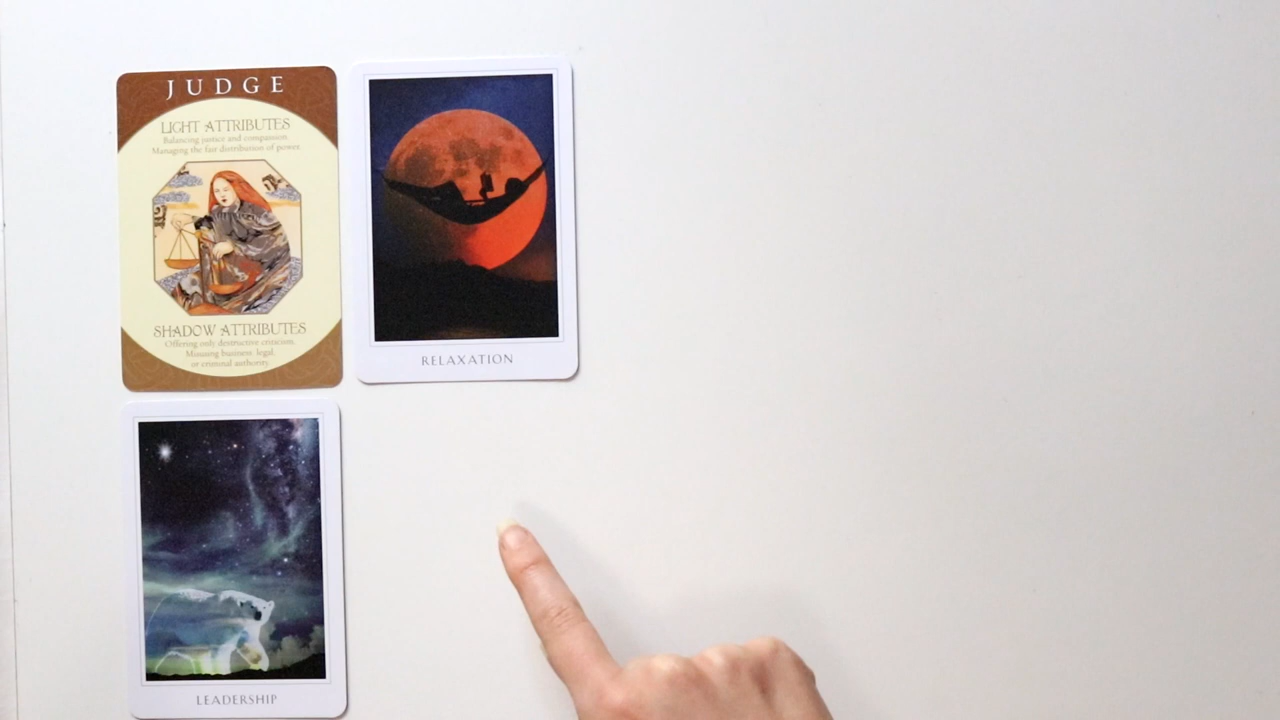 JUDGE
LIGHT ATTRIBUTES
Balancing justice and compassion.
Managing the fair distribution of power.
SHADOW ATTRIBUTES
Offering only destructive criticism.
Misusing business, legal,
or criminal authority.
RELAXATION
LEADERSHIP